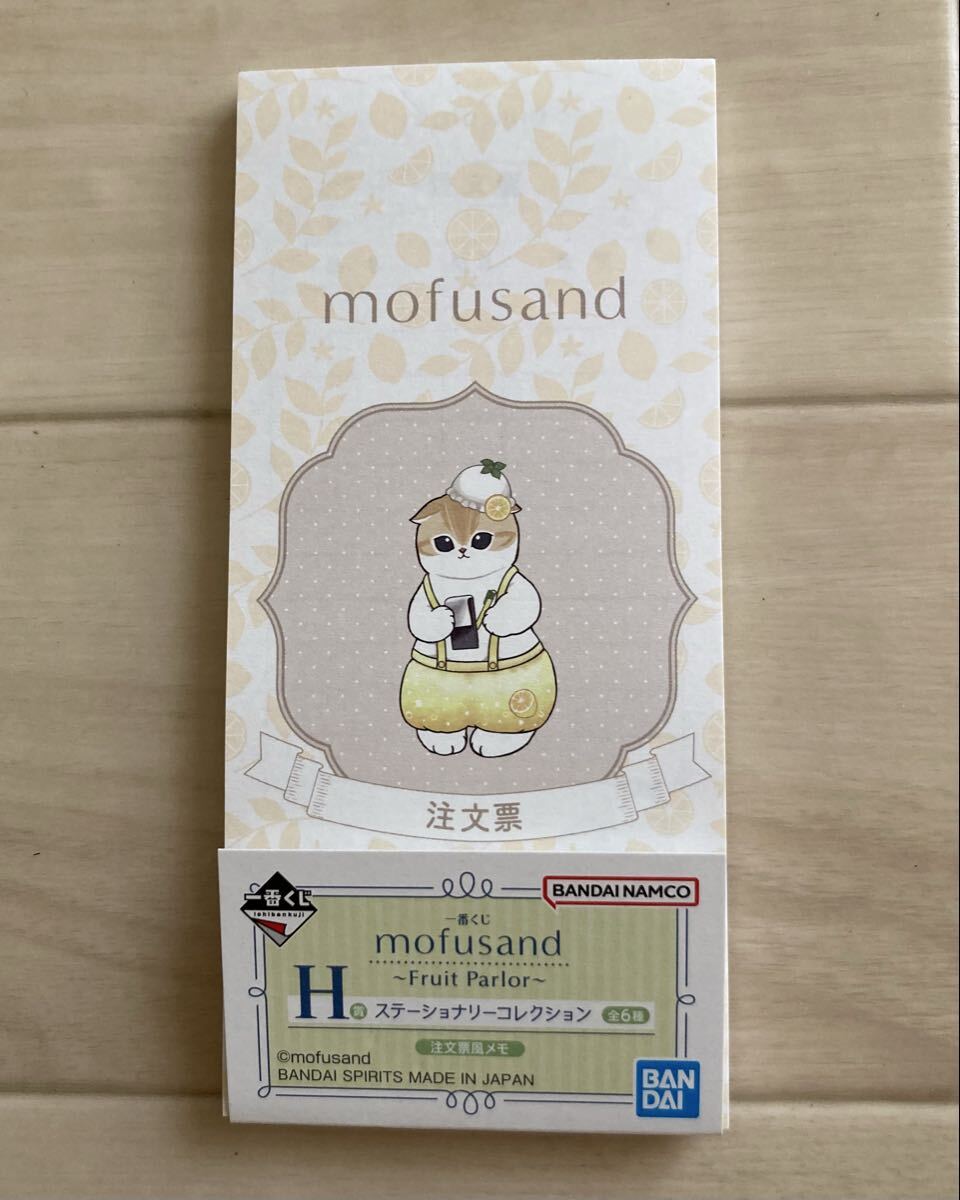 mofusand
注文票
一番くじ
ichibankuji
BANDAI NAMCO
一番くじ
mofusand
~Fruit Parlor~
H賞 ステーショナリーコレクション 全6種
注文票風メモ
©mofusand
BANDAI SPIRITS MADE IN JAPAN
BAN
DAI